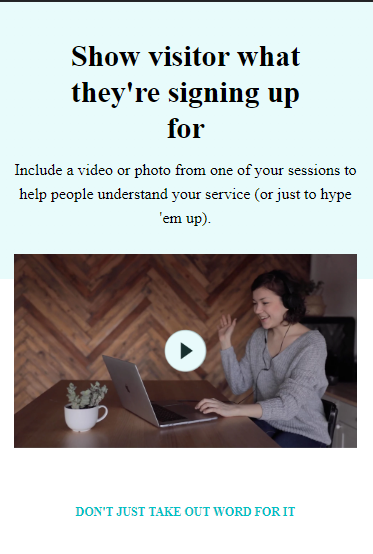 Show visitor what
they're signing up
for
Include a video or photo from one of your sessions to
help people understand your service (or just to hype
'em up).
DON'T JUST TAKE OUT WORD FOR IT